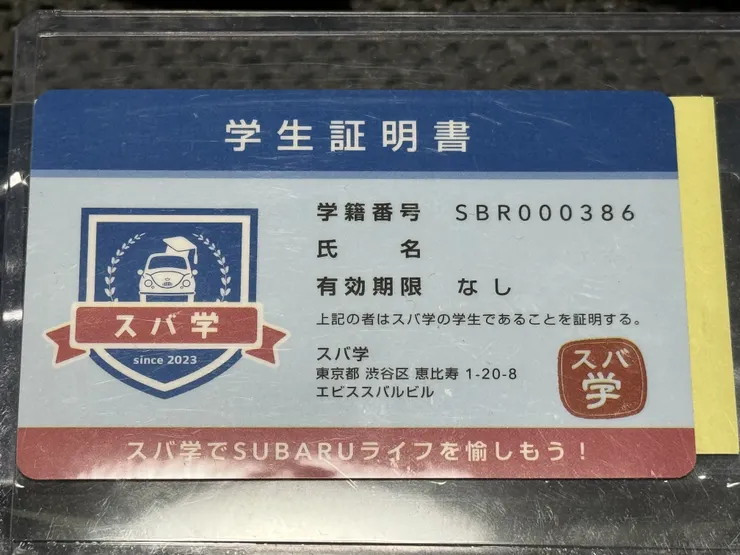 学生証明書
学籍番号 SBR000386
氏 名
有効期限 なし
上記の者はスバ学の学生であることを証明する。
スバ学
東京都 渋谷区 恵比寿 1-20-8
エビススバルビル
スバ学
スバ学
since 2023
スバ学でSUBARUライフを愉しもう！